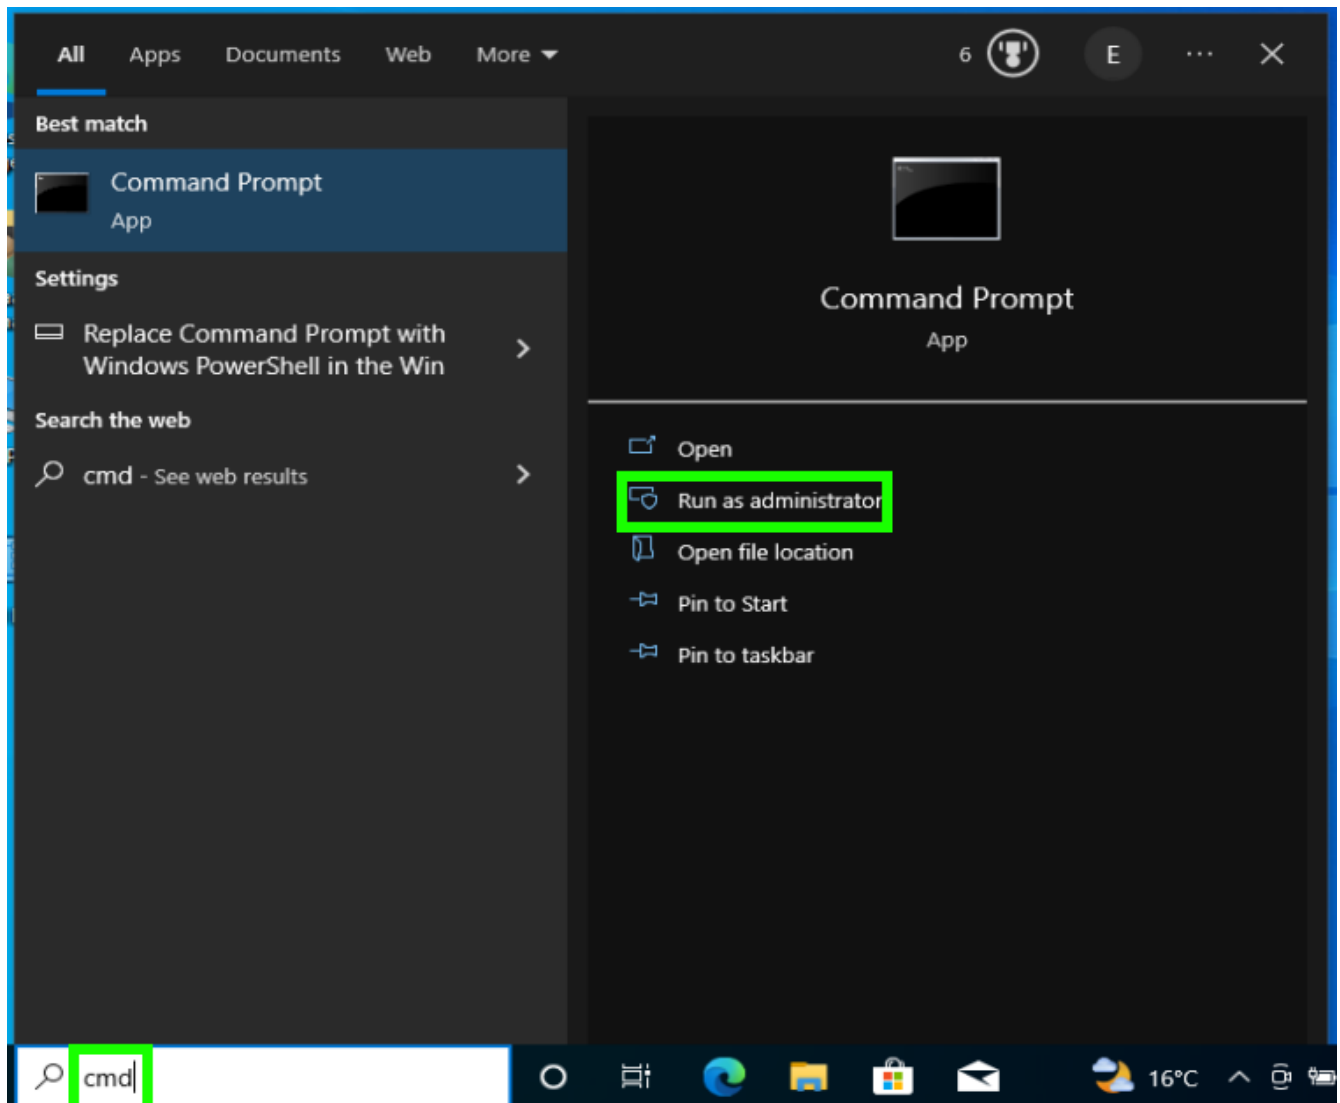 All Apps Documents Web More 6 E ...
Best match
Command Prompt
App
Settings
Replace Command Prompt with
Windows PowerShell in the Win
Search the web
cmd - See web results
Command Prompt
App
Open
Run as administrator
Open file location
Pin to Start
Pin to taskbar
cmd
16°C